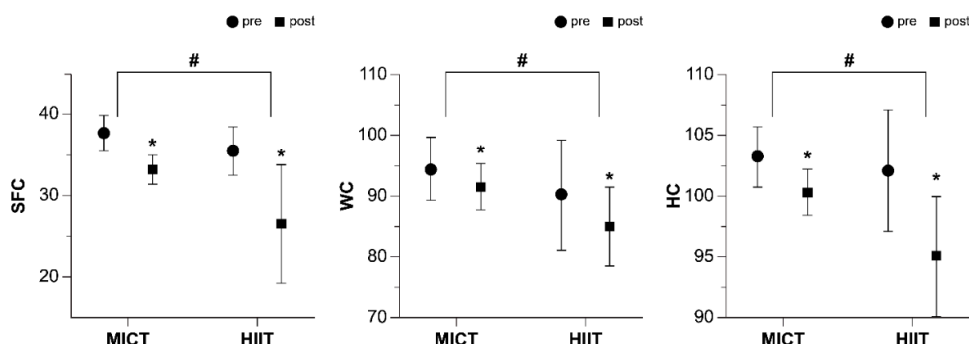 pre post
#
SFC
40
30
20
*
*
MICT HIIT
pre post
#
WC
110
100
90
80
70
*
*
MICT HIIT
pre post
#
HC
110
105
100
95
90
*
*
MICT HIIT